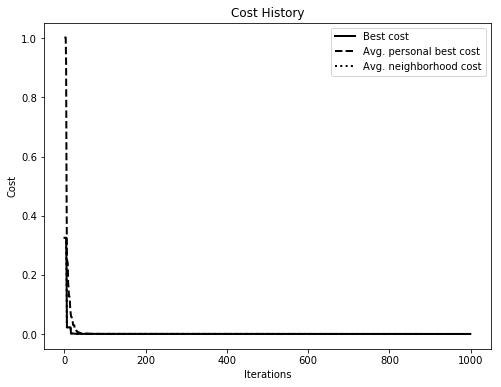 Cost History
Best cost
Avg. personal best cost
Avg. neighborhood cost
1.0
0.8
0.6
0.4
0.2
0.0
Cost
0
200
400
600
800
1000
Iterations